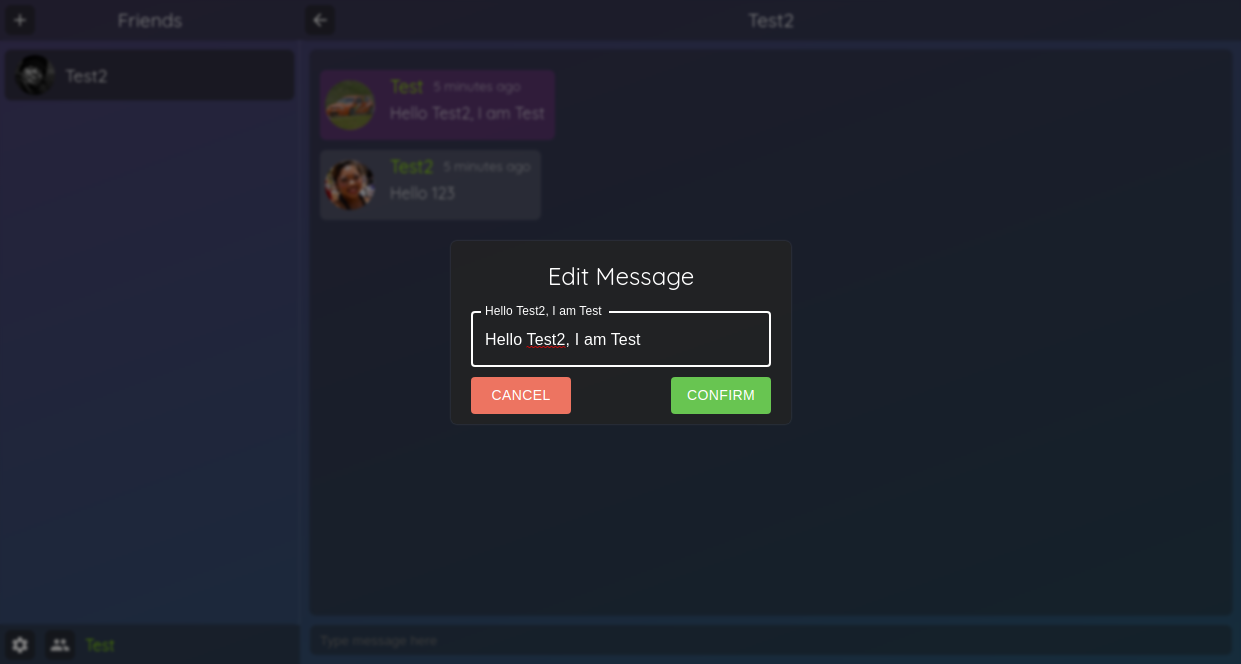 Friends
Test2
Test2
Test 5 minutes ago
Hello Test2, I am Test
Test2 5 minutes ago
Hello 123
Edit Message
Hello Test2, I am Test
Hello Test2, I am Test
CANCEL CONFIRM
Test
Type message here